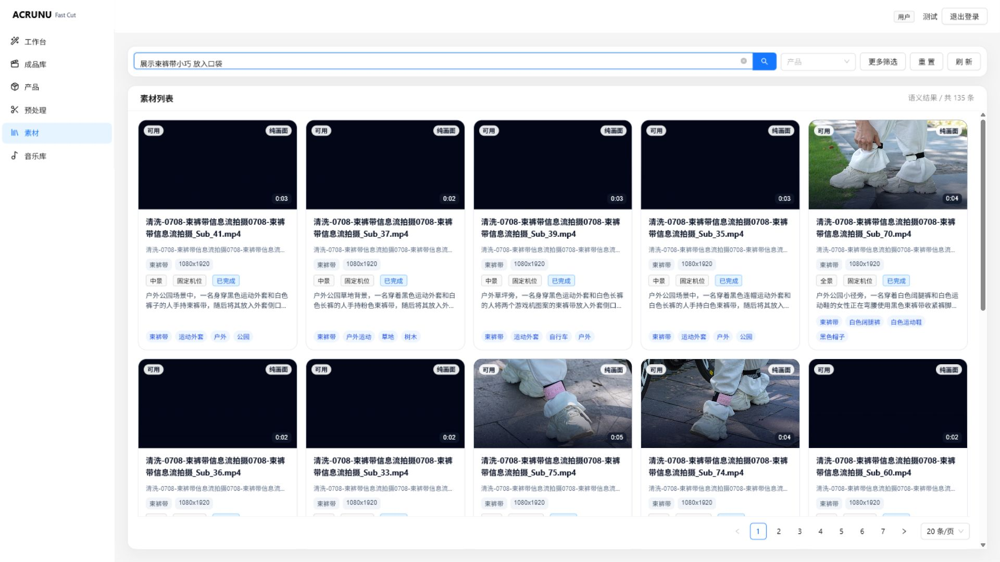 ACRUNU Fast Cut
用户 测试 退出登录
工作台
成品库
产品
预处理
素材
音乐库
展示束裤带小巧 放入口袋
产品
更多筛选
重 置
刷 新
素材列表
语义结果 / 共 135 条
可用 纯画面
0:03
清洗-0708-束裤带信息流拍摄0708-束裤
带信息流拍摄_Sub_41.mp4
清洗-0708-束裤带信息流拍摄0708-束裤带信息流...
束裤带 1080x1920
中景 固定机位 已完成
户外公园场景中，一名身穿黑色运动外套和白色
裤子的人手持束裤带，随后将其放入外套侧口...
束裤带 运动外套 户外 公园
可用 纯画面
0:02
清洗-0708-束裤带信息流拍摄0708-束裤
带信息流拍摄_Sub_37.mp4
清洗-0708-束裤带信息流拍摄0708-束裤带信息流...
束裤带 1080x1920
中景 固定机位 已完成
户外公园草地背景，一名穿着黑色运动外套和白
色长裤的人手持粉色束裤带，随后将其放入外...
束裤带 户外运动 草地 树木
可用 纯画面
0:03
清洗-0708-束裤带信息流拍摄0708-束裤
带信息流拍摄_Sub_39.mp4
清洗-0708-束裤带信息流拍摄0708-束裤带信息流...
束裤带 1080x1920
中景 固定机位 已完成
户外草坪旁，一名身穿黑色运动外套和白色长裤
的人将两个游戏机图案的束裤带放入外套侧口...
束裤带 运动外套 自行车 户外
可用 纯画面
0:03
清洗-0708-束裤带信息流拍摄0708-束裤
带信息流拍摄_Sub_35.mp4
清洗-0708-束裤带信息流拍摄0708-束裤带信息流...
束裤带 1080x1920
中景 固定机位 已完成
户外公园场景中，一名穿着黑色连帽运动外套和
白色长裤的人手持白色束裤带，随后将其放入...
束裤带 运动外套 户外 公园
可用 纯画面
0:04
清洗-0708-束裤带信息流拍摄0708-束裤
带信息流拍摄_Sub_70.mp4
清洗-0708-束裤带信息流拍摄0708-束裤带信息流...
束裤带 1080x1920
全景 固定机位 已完成
户外公园小径旁，一名穿着白色阔腿裤和白色运
动鞋的女性正在弯腰使用黑色束裤带收紧裤脚...
束裤带 白色阔腿裤 白色运动鞋
黑色帽子
可用 纯画面
0:02
清洗-0708-束裤带信息流拍摄0708-束裤
带信息流拍摄_Sub_36.mp4
清洗-0708-束裤带信息流拍摄0708-束裤带信息流...
束裤带 1080x1920
可用 纯画面
0:02
清洗-0708-束裤带信息流拍摄0708-束裤
带信息流拍摄_Sub_33.mp4
清洗-0708-束裤带信息流拍摄0708-束裤带信息流...
束裤带 1080x1920
可用 纯画面
0:05
清洗-0708-束裤带信息流拍摄0708-束裤
带信息流拍摄_Sub_75.mp4
清洗-0708-束裤带信息流拍摄0708-束裤带信息流...
束裤带 1080x1920
可用 纯画面
0:04
清洗-0708-束裤带信息流拍摄0708-束裤
带信息流拍摄_Sub_74.mp4
清洗-0708-束裤带信息流拍摄0708-束裤带信息流...
束裤带 1080x1920
可用 纯画面
0:02
清洗-0708-束裤带信息流拍摄0708-束裤
带信息流拍摄_Sub_60.mp4
清洗-0708-束裤带信息流拍摄0708-束裤带信息流...
束裤带 1080x1920
1 2 3 4 5 6 7 20 条/页